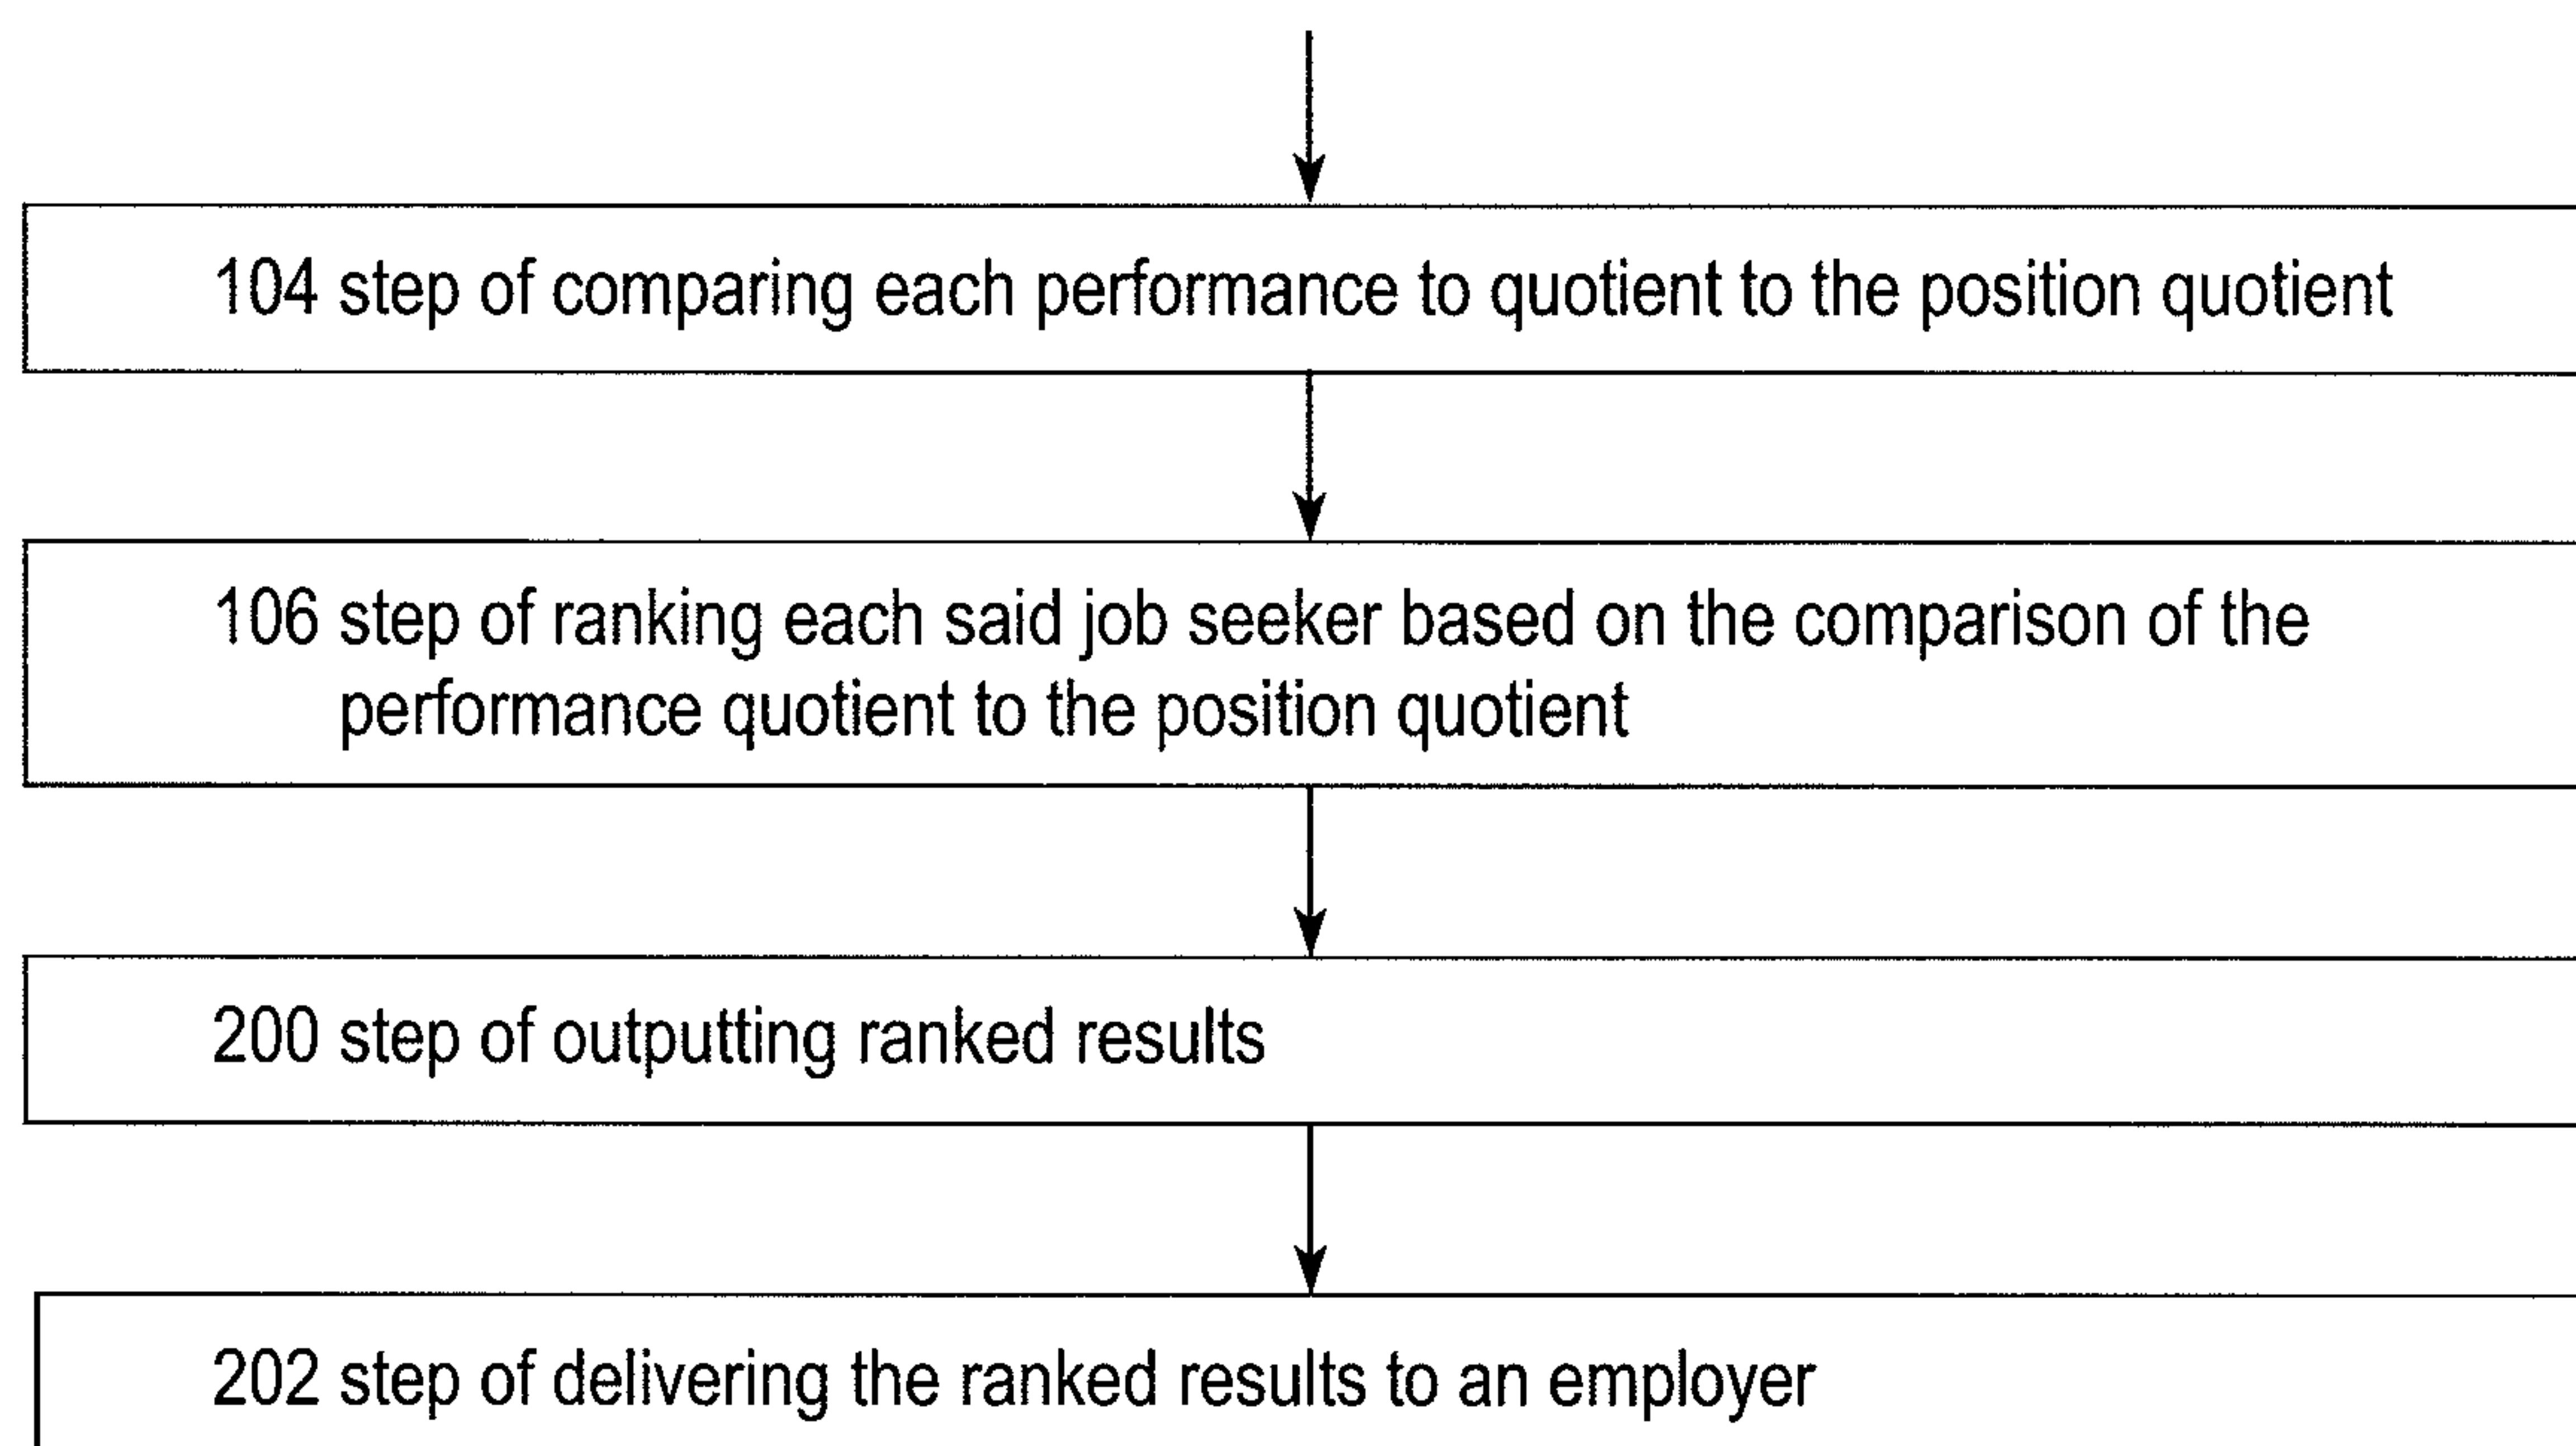 104 step of comparing each performance to quotient to the position quotient
106 step of ranking each said job seeker based on the comparison of the
performance quotient to the position quotient
200 step of outputting ranked results
202 step of delivering the ranked results to an employer